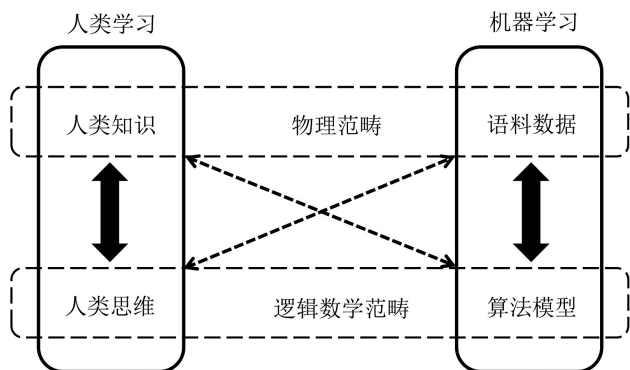 人类学习
机器学习
人类知识
物理范畴
语料数据
人类思维
逻辑数学范畴
算法模型